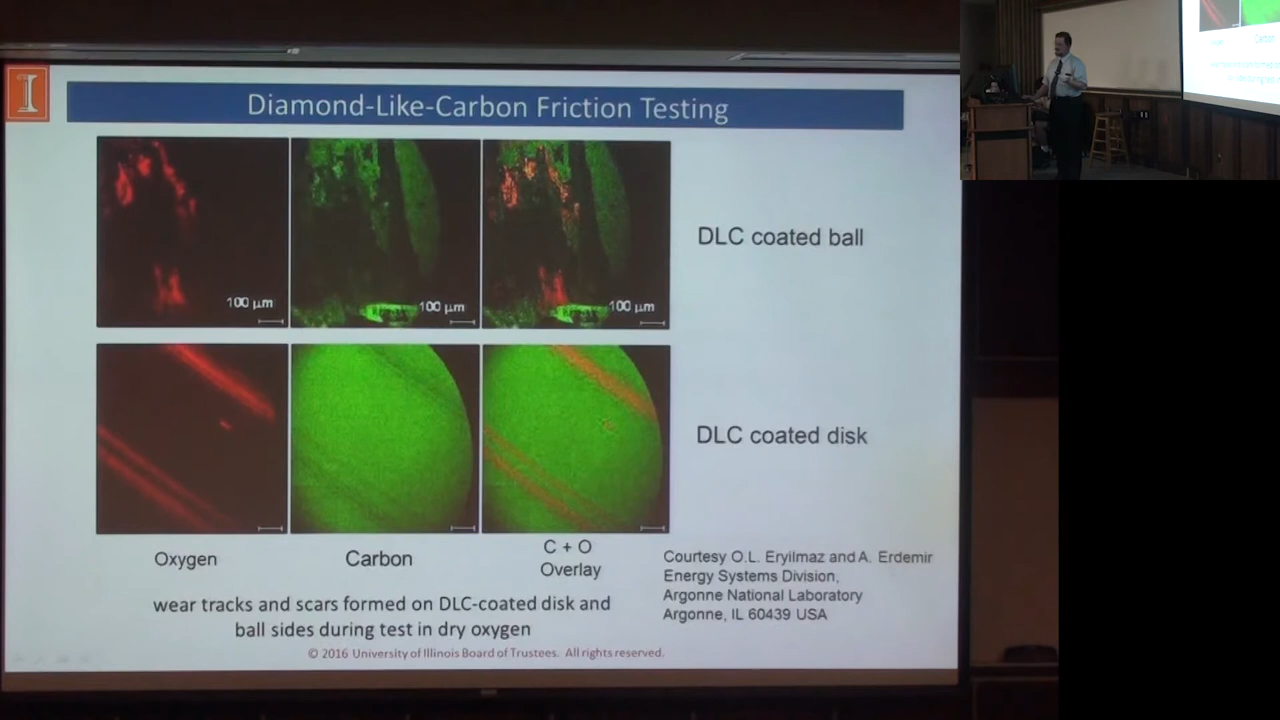 Diamond-Like-Carbon Friction Testing
100 µm
100 µm
100 µm
DLC coated ball
DLC coated disk
Oxygen
Carbon
C + O
Overlay
Courtesy O.L. Eryilmaz and A. Erdemir
Energy Systems Division,
Argonne National Laboratory
Argonne, IL 60439 USA
wear tracks and scars formed on DLC-coated disk and
ball sides during test in dry oxygen
© 2016 University of Illinois Board of Trustees. All rights reserved.
Carbon